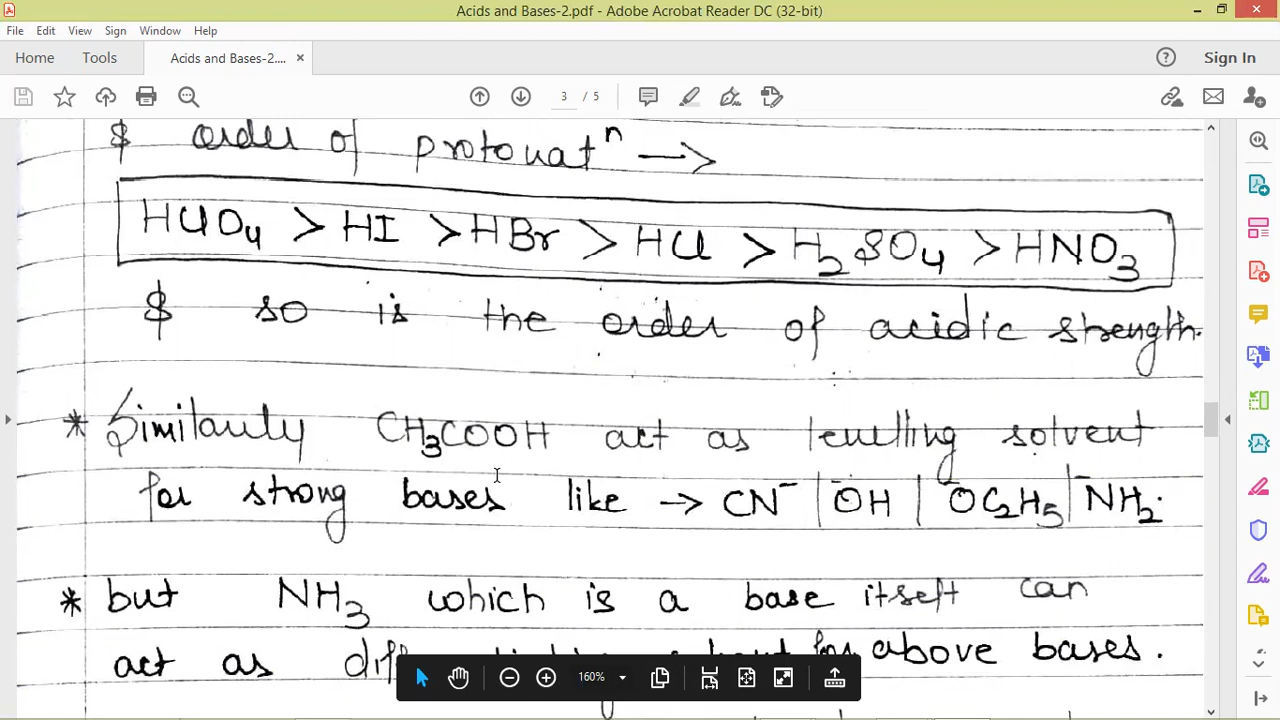 Acids and Bases-2.pdf - Adobe Acrobat Reader DC (32-bit)
File Edit View Sign Window Help
Home Tools Acids and Bases-2.... × Sign In
3 / 5
$ order of protonatⁿ →
HClO₄ > HI > HBr > HCl > H₂SO₄ > HNO₃
$ so is the order of acidic strength.
* Similarly CH₃COOH act as levelling solvent
for strong bases like → CN⁻ | ⁻OH | ⁻OC₂H₅ | ⁻NH₂.
* but NH₃ which is a base itself can
act as for above bases.
160%